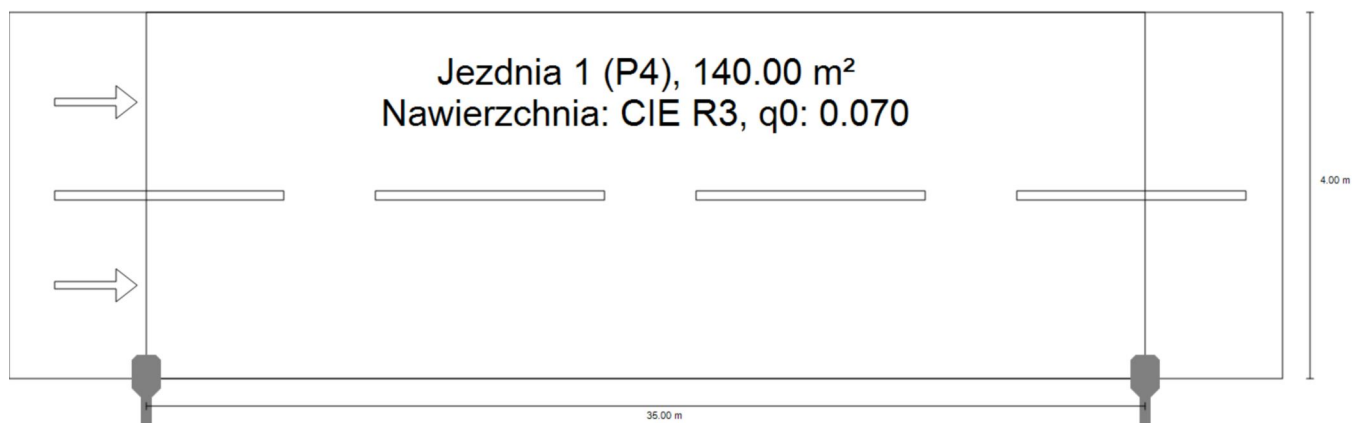 Jezdnia 1 (P4), 140.00 m²
Nawierzchnia: CIE R3, q0: 0.070
4.00 m
35.00 m